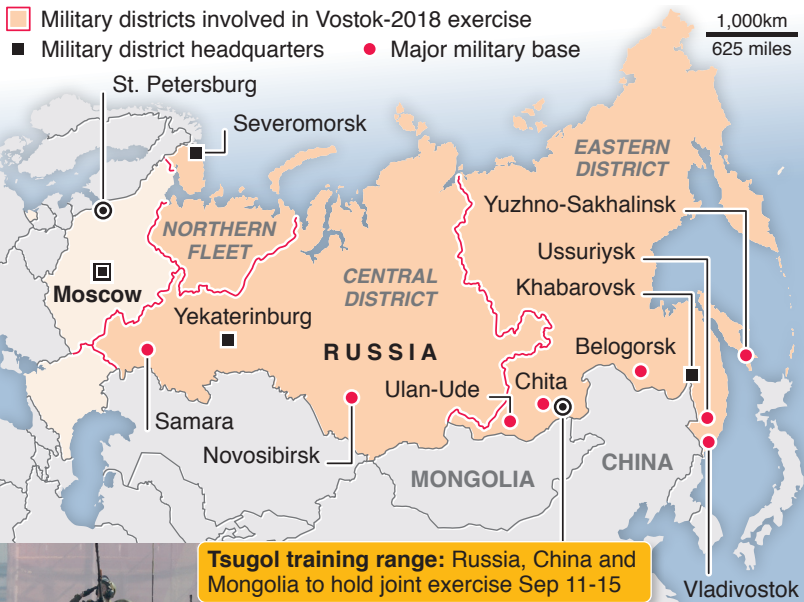 Military districts involved in Vostok-2018 exercise
Military district headquarters
Major military base
1,000km
625 miles
St. Petersburg
Severomorsk
EASTERN
DISTRICT
Yuzhno-Sakhalinsk
NORTHERN
FLEET
Ussuriysk
CENTRAL
DISTRICT
Khabarovsk
Moscow
Yekaterinburg
RUSSIA
Belogorsk
Ulan-Ude
Chita
Samara
Novosibirsk
MONGOLIA
CHINA
Tsugol training range: Russia, China and
Mongolia to hold joint exercise Sep 11-15
Vladivostok